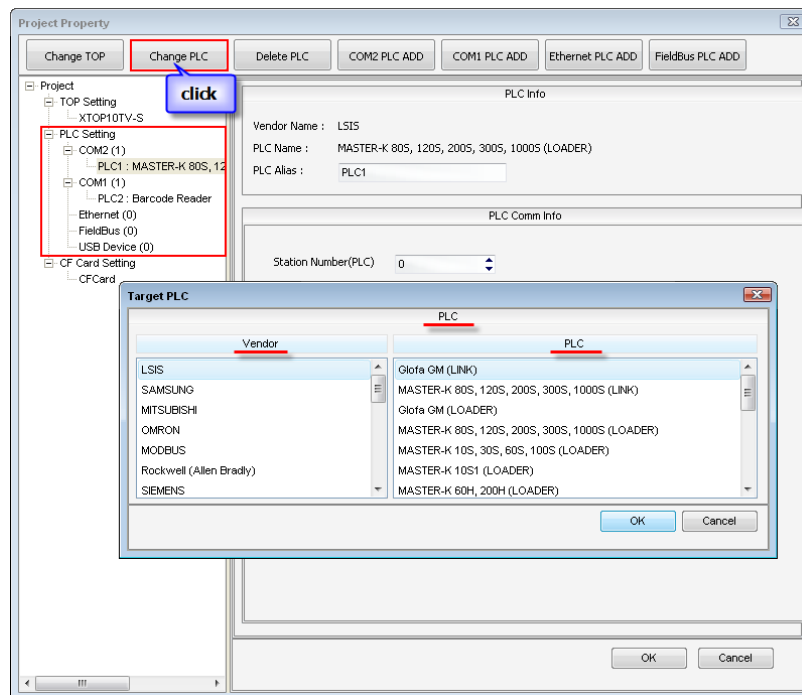 Project Property
Change TOP
Change PLC
Delete PLC
COM2 PLC ADD
COM1 PLC ADD
Ethernet PLC ADD
FieldBus PLC ADD
click
Project
TOP Setting
XTOP10TV-S
PLC Setting
COM2 (1)
PLC1 : MASTER-K 80S, 12
COM1 (1)
PLC2 : Barcode Reader
Ethernet (0)
FieldBus (0)
USB Device (0)
CF Card Setting
CFCard
PLC Info
Vendor Name : LSIS
PLC Name : MASTER-K 80S, 120S, 200S, 300S, 1000S (LOADER)
PLC Alias : PLC1
PLC Comm Info
Station Number(PLC) 0
Target PLC
PLC
Vendor
LSIS
SAMSUNG
MITSUBISHI
OMRON
MODBUS
Rockwell (Allen Bradly)
SIEMENS
PLC
Glofa GM (LINK)
MASTER-K 80S, 120S, 200S, 300S, 1000S (LINK)
Glofa GM (LOADER)
MASTER-K 80S, 120S, 200S, 300S, 1000S (LOADER)
MASTER-K 10S, 30S, 60S, 100S (LOADER)
MASTER-K 10S1 (LOADER)
MASTER-K 60H, 200H (LOADER)
OK
Cancel
OK
Cancel